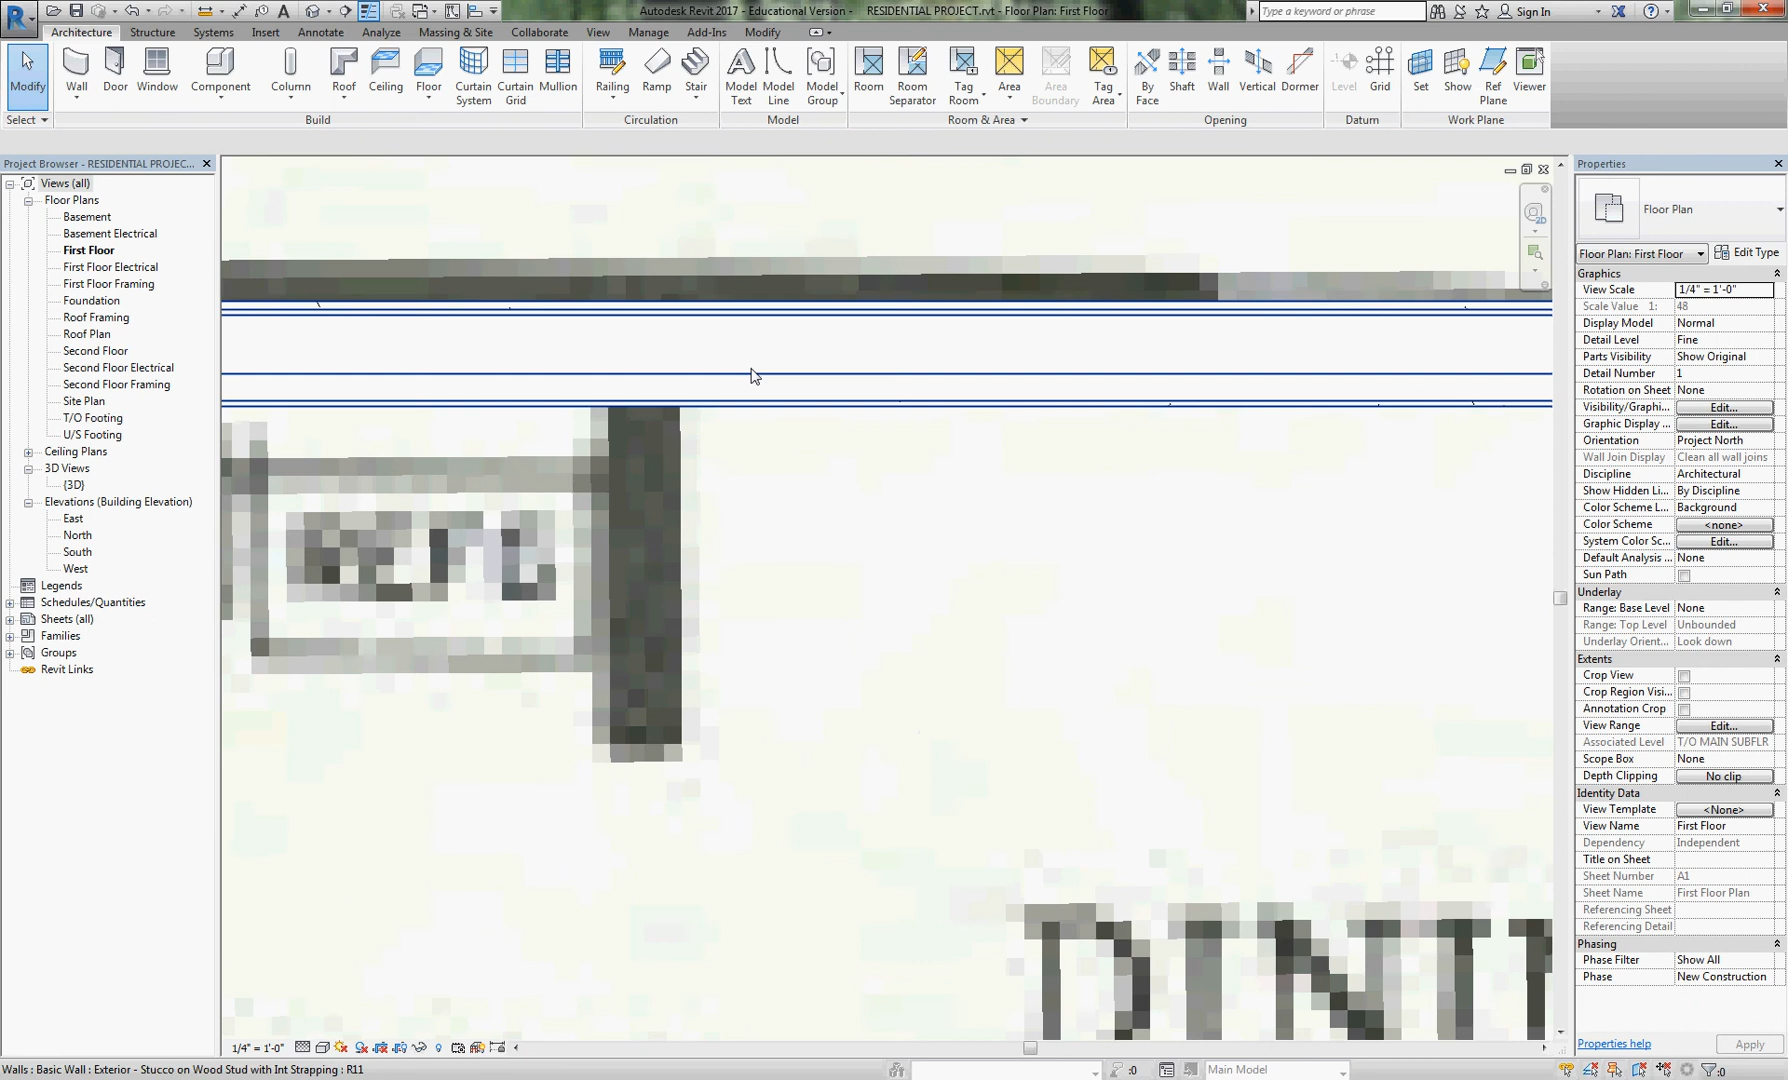 Autodesk Revit 2017 - Educational Version - RESIDENTIAL PROJECT.rvt - Floor Plan: First Floor
Type a keyword or phrase
Sign In
Architecture Structure Systems Insert Annotate Analyze Massing & Site Collaborate View Manage Add-Ins Modify
Modify Wall Door Window Component Column Roof Ceiling Floor Curtain System Curtain Grid Mullion Railing Ramp Stair Model Text Model Line Model Group Room Room Separator Tag Room Area Area Boundary Tag Area By Face Shaft Wall Vertical Dormer Level Grid Set Show Ref Plane Viewer
Select Build Circulation Model Room & Area Opening Datum Work Plane
Project Browser - RESIDENTIAL PROJEC...
Views (all)
Floor Plans
Basement
Basement Electrical
First Floor
First Floor Electrical
First Floor Framing
Foundation
Roof Framing
Roof Plan
Second Floor
Second Floor Electrical
Second Floor Framing
Site Plan
T/O Footing
U/S Footing
Ceiling Plans
3D Views
{3D}
Elevations (Building Elevation)
East
North
South
West
Legends
Schedules/Quantities
Sheets (all)
Families
Groups
Revit Links
2D
Properties
Floor Plan
Floor Plan: First Floor Edit Type
Graphics
View Scale 1/4" = 1'-0"
Scale Value 1: 48
Display Model Normal
Detail Level Fine
Parts Visibility Show Original
Detail Number 1
Rotation on Sheet None
Visibility/Graphi... Edit...
Graphic Display ... Edit...
Orientation Project North
Wall Join Display Clean all wall joins
Discipline Architectural
Show Hidden Li... By Discipline
Color Scheme L... Background
Color Scheme <none>
System Color Sc... Edit...
Default Analysis ... None
Sun Path
Underlay
Range: Base Level None
Range: Top Level Unbounded
Underlay Orient... Look down
Extents
Crop View
Crop Region Visi...
Annotation Crop
View Range Edit...
Associated Level T/O MAIN SUBFLR
Scope Box None
Depth Clipping No clip
Identity Data
View Template <None>
View Name First Floor
Dependency Independent
Title on Sheet
Sheet Number A1
Sheet Name First Floor Plan
Referencing Sheet
Referencing Detail
Phasing
Phase Filter Show All
Phase New Construction
Properties help Apply
1/4" = 1'-0"
Walls : Basic Wall : Exterior - Stucco on Wood Stud with Int Strapping : R11
:0 Main Model :0